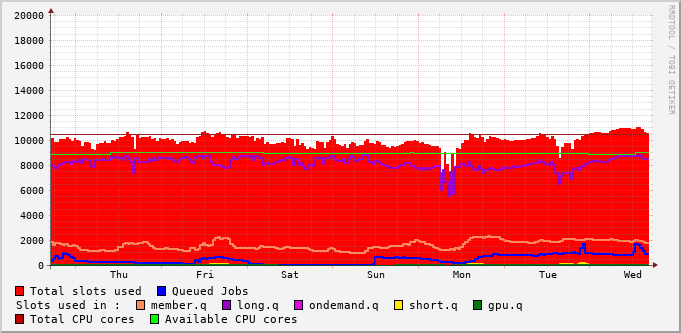 RRDTOOL / TOBI OETIKER
20000
18000
16000
14000
12000
10000
8000
6000
4000
2000
0
Thu Fri Sat Sun Mon Tue Wed
Total slots used Queued Jobs
Slots used in : member.q long.q ondemand.q short.q gpu.q
Total CPU cores Available CPU cores